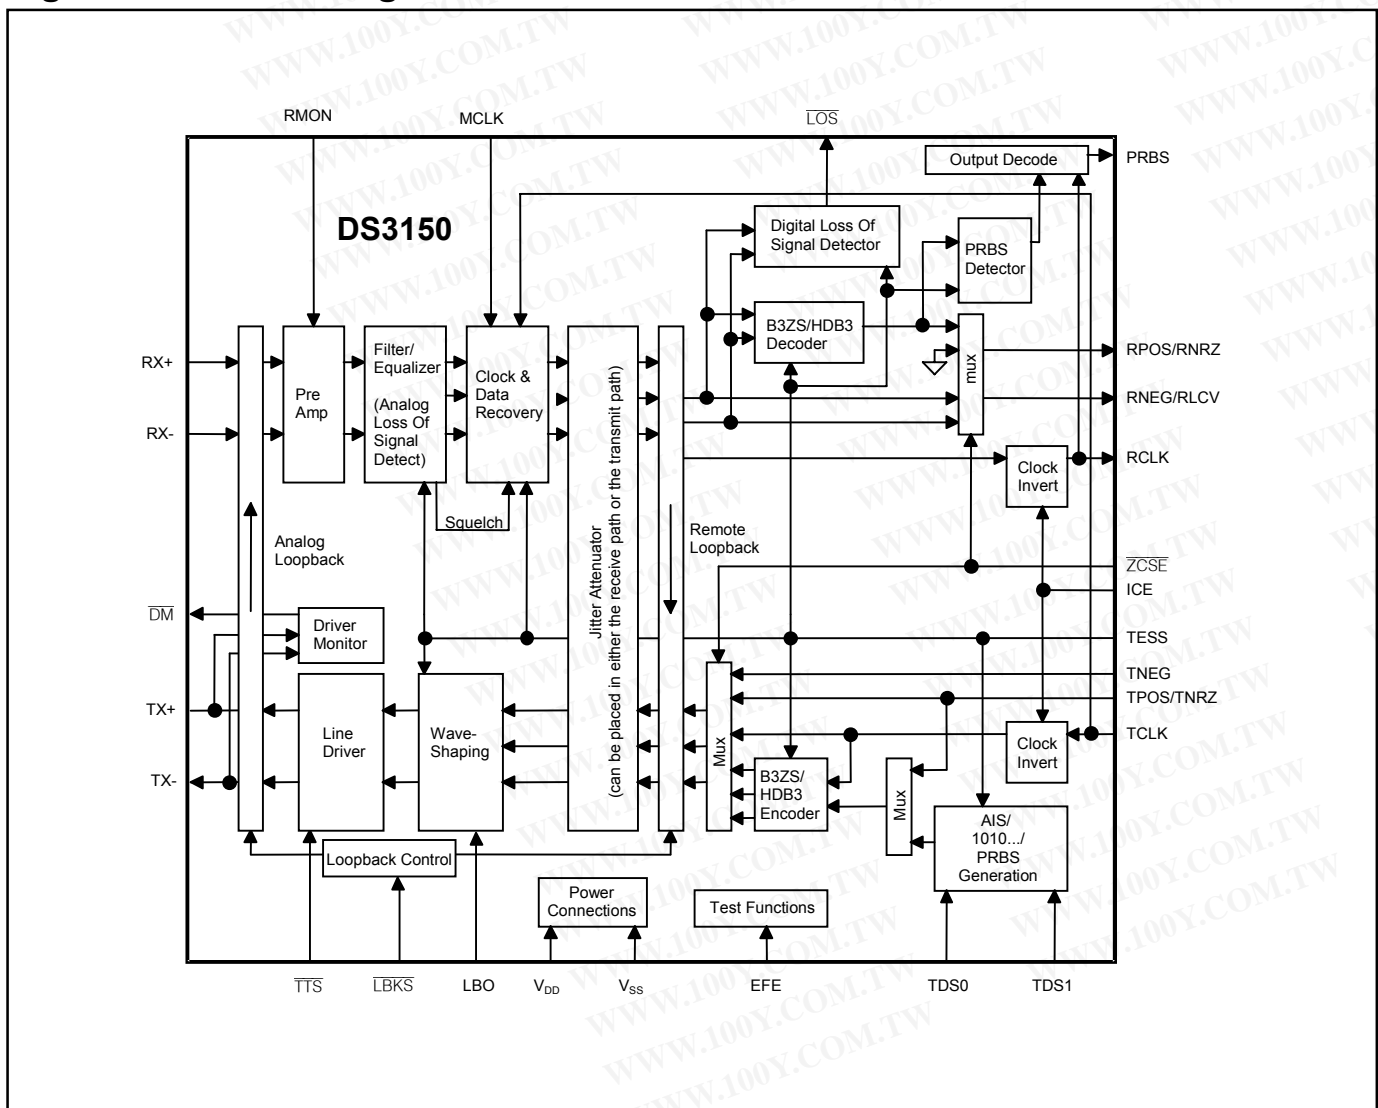 RMON
MCLK
LOS
Output Decode
PRBS
DS3150
Digital Loss Of
Signal Detector
PRBS
Detector
B3ZS/HDB3
Decoder
mux
RX+
RX-
Pre
Amp
Filter/
Equalizer
(Analog
Loss Of
Signal
Detect)
Clock &
Data
Recovery
Squelch
Jitter Attenuator
(can be placed in either the receive path or the transmit path)
RPOS/RNRZ
RNEG/RLCV
RCLK
Clock
Invert
Analog
Loopback
Remote
Loopback
ZCSE
ICE
DM
Driver
Monitor
TESS
TNEG
TPOS/TNRZ
TCLK
TX+
TX-
Line
Driver
Wave-
Shaping
Mux
B3ZS/
HDB3
Encoder
Mux
Clock
Invert
AIS/
1010.../
PRBS
Generation
Loopback Control
Power
Connections
Test Functions
TTS
LBKS
LBO
VDD
VSS
EFE
TDS0
TDS1
WWW.100Y.COM.TW